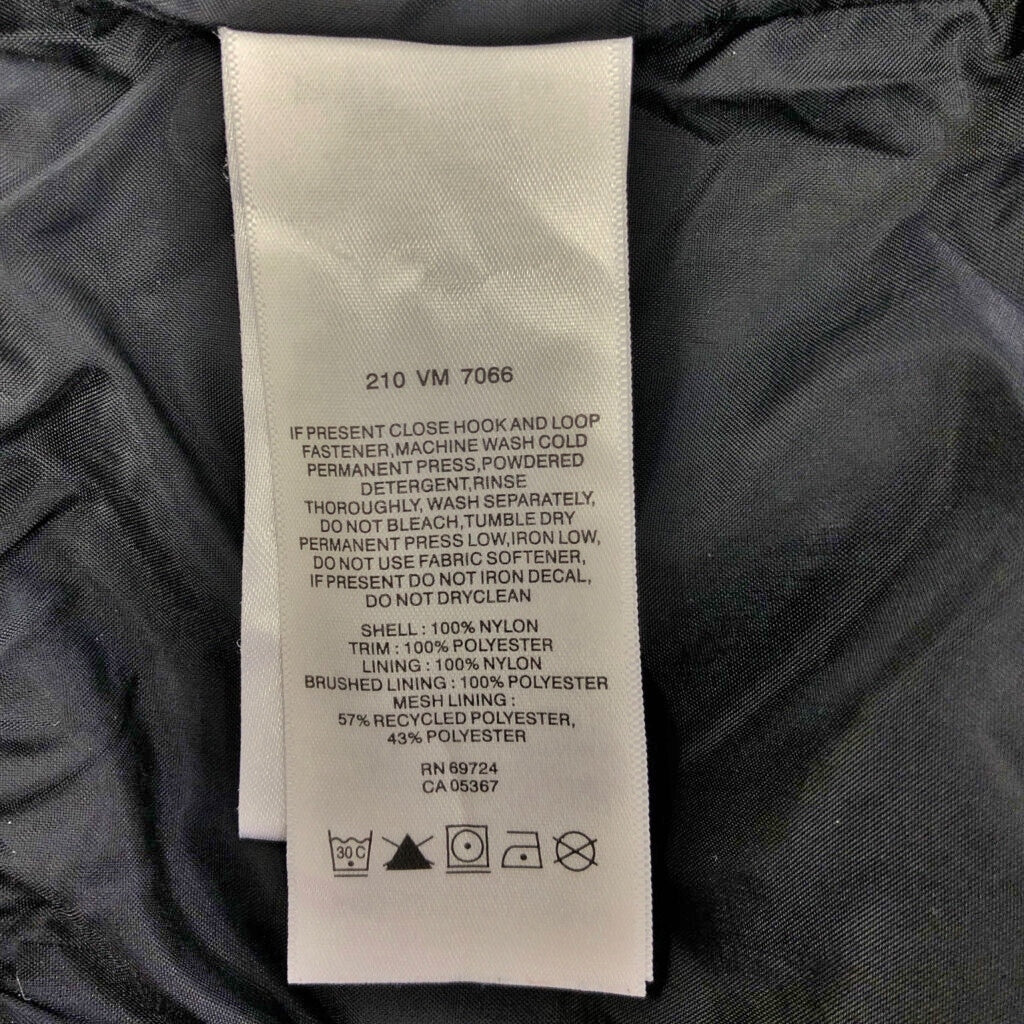 210 VM 7066
IF PRESENT CLOSE HOOK AND LOOP
FASTENER,MACHINE WASH COLD
PERMANENT PRESS,POWDERED
DETERGENT,RINSE
THOROUGHLY, WASH SEPARATELY,
DO NOT BLEACH,TUMBLE DRY
PERMANENT PRESS LOW,IRON LOW,
DO NOT USE FABRIC SOFTENER,
IF PRESENT DO NOT IRON DECAL,
DO NOT DRYCLEAN
SHELL : 100% NYLON
TRIM : 100% POLYESTER
LINING : 100% NYLON
BRUSHED LINING : 100% POLYESTER
MESH LINING :
57% RECYCLED POLYESTER,
43% POLYESTER
RN 69724
CA 05367
30 C